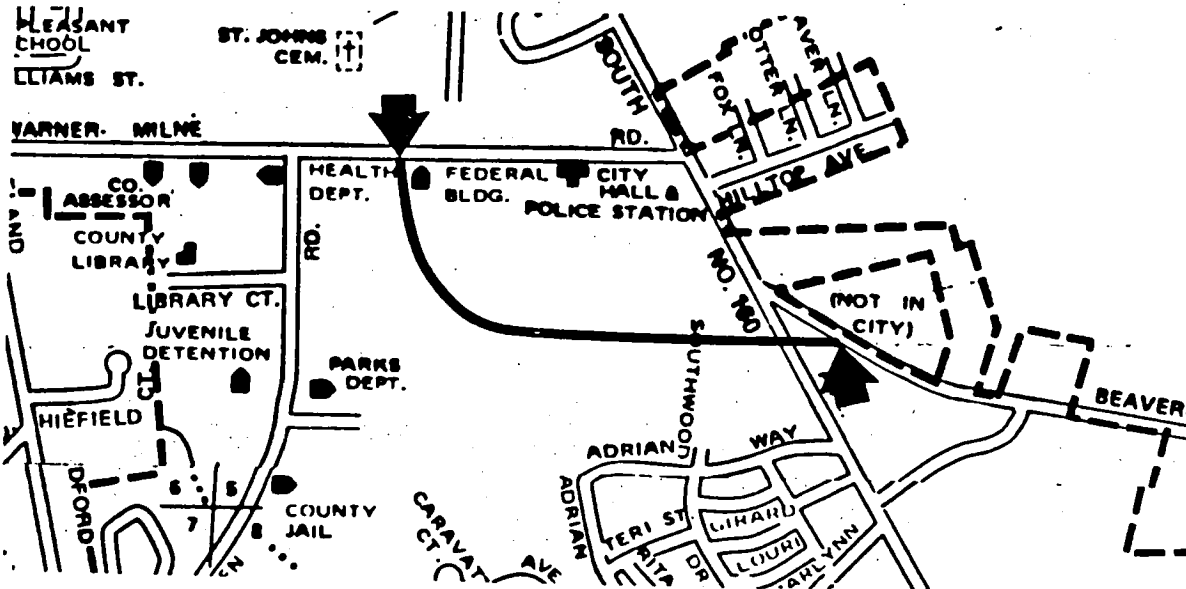 PLEASANT
CHOOL
LLIAMS ST.
ST. JOHNS
CEM.
SOUTH
FOX LN.
OTTER LN.
AVER LN.
HILLTOP AVE
WARNER- MILNE
RD.
HEALTH
DEPT.
FEDERAL
BLDG.
CITY
HALL &
POLICE STATION
CO.
ASSESSOR
COUNTY
LIBRARY
AND
RD.
LIBRARY CT.
NO. 160
(NOT IN
CITY)
JUVENILE
DETENTION
PARKS
DEPT.
SOUTHWOOD
BEAVER
CT.
HIEFIELD
DFORD
ADRIAN
WAY
ADRIAN
6
5
7
8
COUNTY
JAIL
CARAVAT
CT.
AVE
TERI ST.
RITA
DR
GIRARD
LOURI